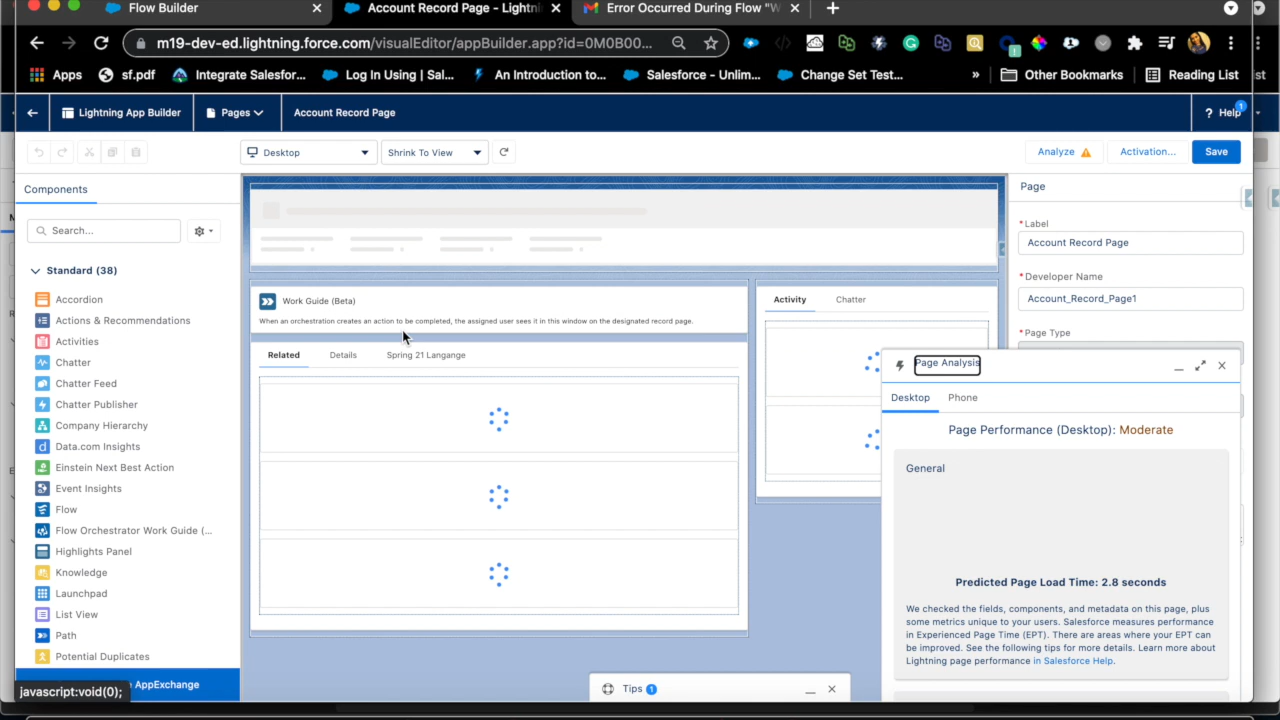 Flow Builder
Account Record Page - Lightni
Error Occurred During Flow "W
m19-dev-ed.lightning.force.com/visualEditor/appBuilder.app?id=0M0B00...
Apps
sf.pdf
Integrate Salesfor...
Log In Using | Sal...
An Introduction to...
Salesforce - Unlim...
Change Set Test...
»
Other Bookmarks
Reading List
st
Lightning App Builder
Pages
Account Record Page
? Help
1
Desktop
Shrink To View
Analyze
Activation...
Save
Components
Search...
Standard (38)
Accordion
Actions & Recommendations
Activities
Chatter
Chatter Feed
Chatter Publisher
Company Hierarchy
Data.com Insights
Einstein Next Best Action
Event Insights
Flow
Flow Orchestrator Work Guide (...
Highlights Panel
Knowledge
Launchpad
List View
Path
Potential Duplicates
AppExchange
javascript:void(0);
Work Guide (Beta)
When an orchestration creates an action to be completed, the assigned user sees it in this window on the designated record page.
Related
Details
Spring 21 Langange
Activity
Chatter
Tips 1
Page
*Label
Account Record Page
*Developer Name
Account_Record_Page1
*Page Type
Page Analysis
Desktop
Phone
Page Performance (Desktop): Moderate
General
Predicted Page Load Time: 2.8 seconds
We checked the fields, components, and metadata on this page, plus
some metrics unique to your users. Salesforce measures performance
in Experienced Page Time (EPT). There are areas where your EPT can
be improved. See the following tips for more details. Learn more about
Lightning page performance in Salesforce Help.